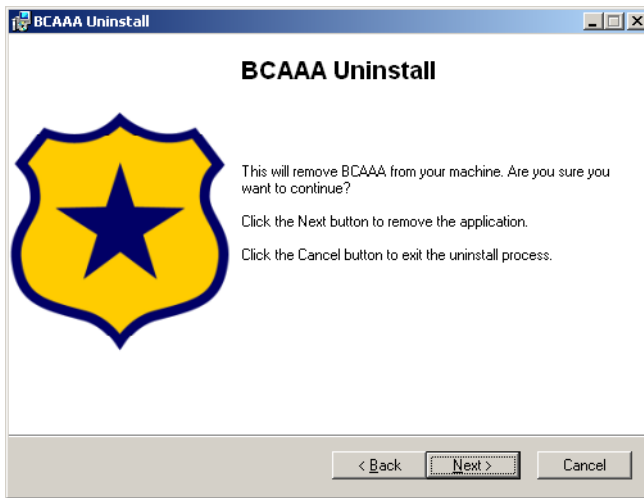 BCAAA Uninstall
BCAAA Uninstall
This will remove BCAAA from your machine. Are you sure you
want to continue?
Click the Next button to remove the application.
Click the Cancel button to exit the uninstall process.
< Back
Next >
Cancel